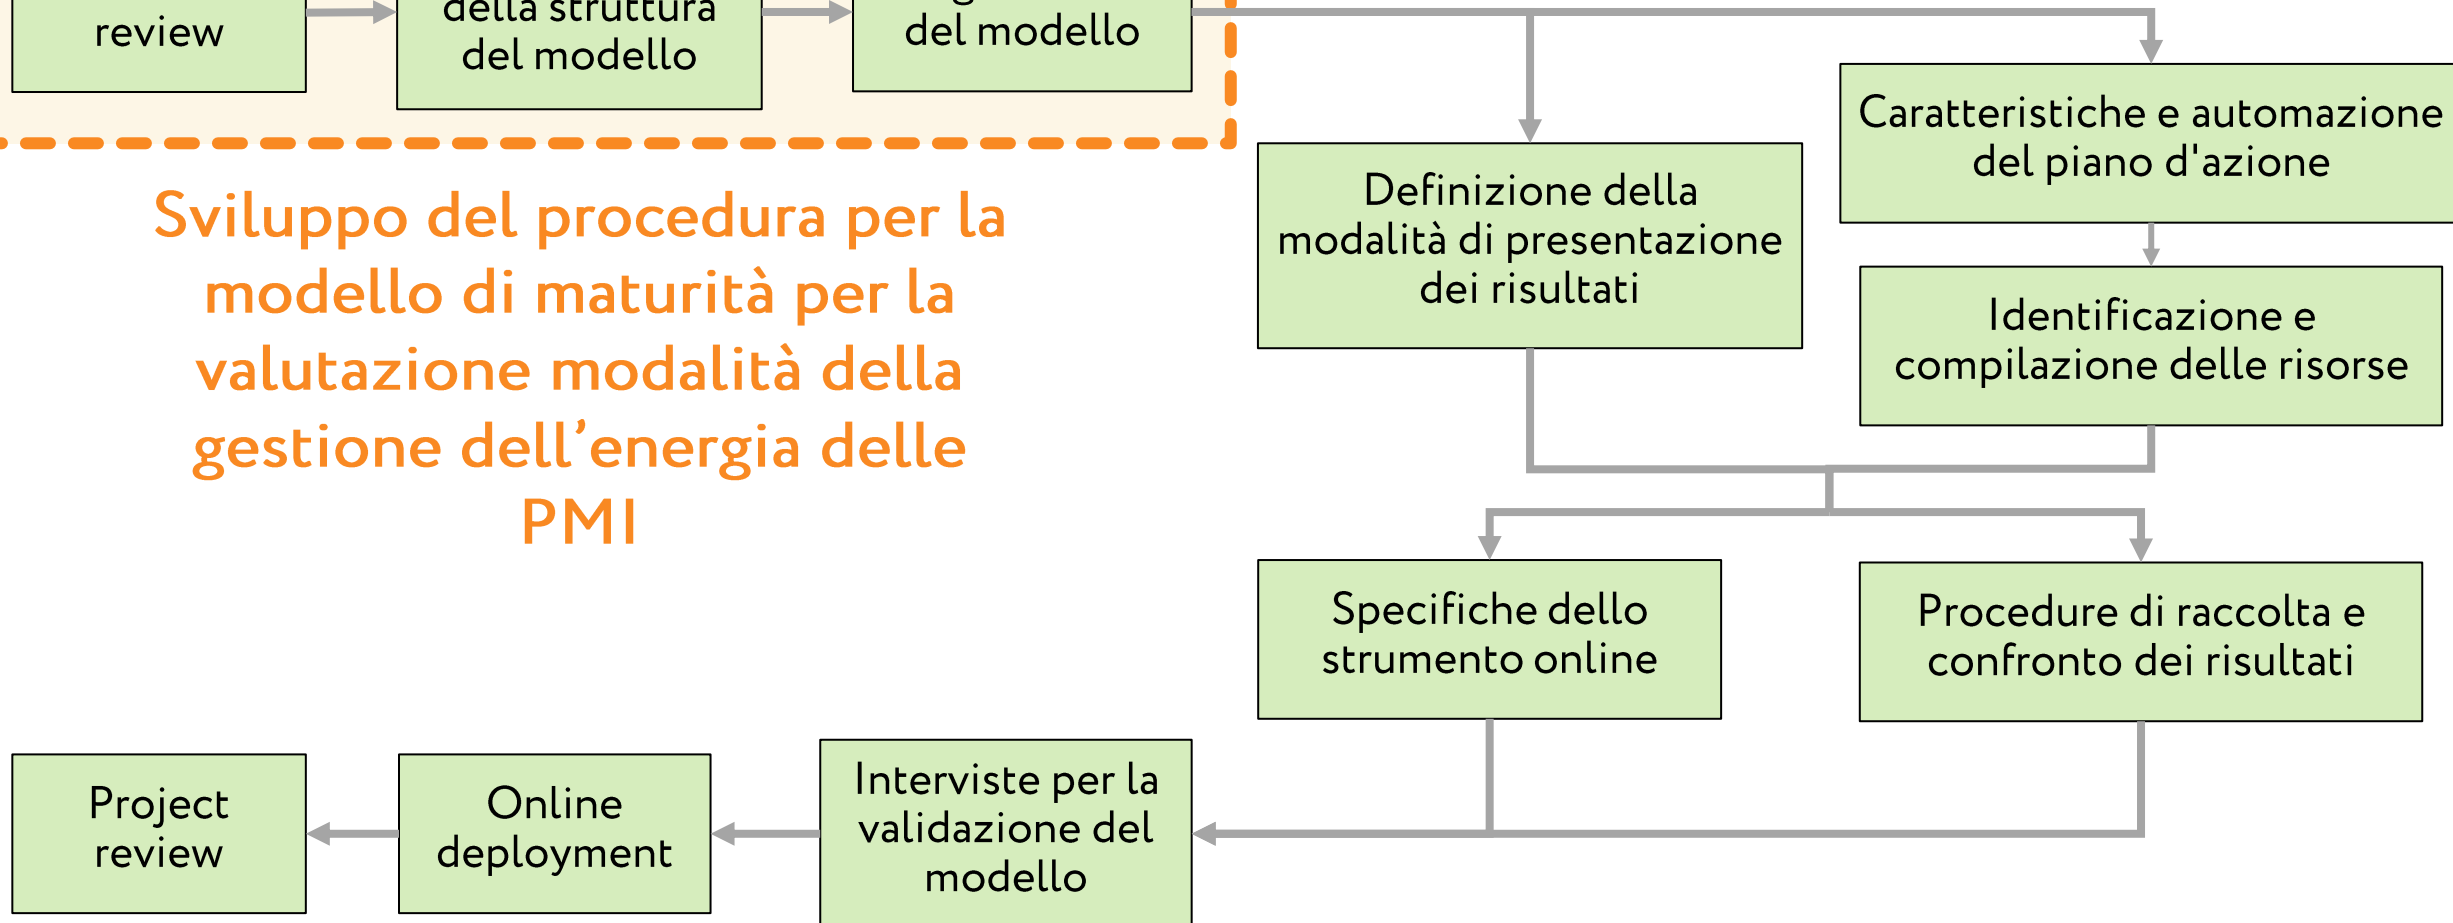 review
della struttura
del modello
del modello
Caratteristiche e automazione
del piano d'azione
Definizione della
modalità di presentazione
dei risultati
Sviluppo del procedura per la
modello di maturità per la
valutazione modalità della
gestione dell’energia delle
PMI
Identificazione e
compilazione delle risorse
Specifiche dello
strumento online
Procedure di raccolta e
confronto dei risultati
Project
review
Online
deployment
Interviste per la
validazione del
modello